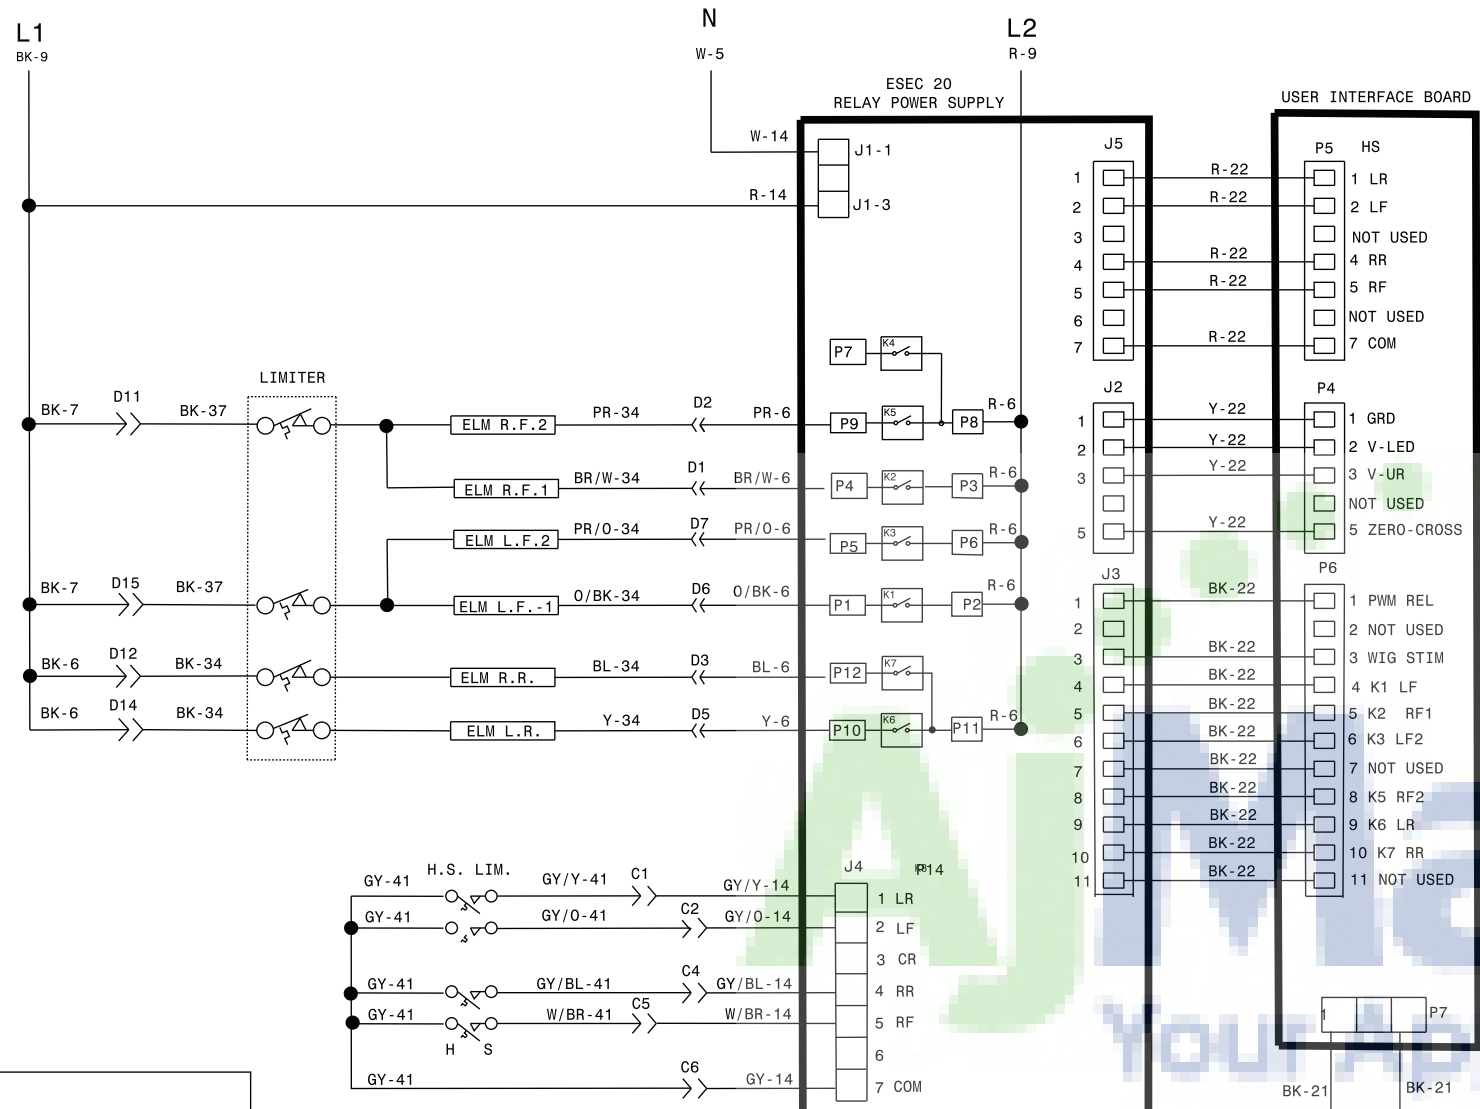 L1
BK-9
N
W-5
L2
R-9
ESEC 20
RELAY POWER SUPPLY
USER INTERFACE BOARD
W-14
J1-1
R-14
J1-3
J5
P5 HS
1 R-22 1 LR
2 R-22 2 LF
3 NOT USED
4 R-22 4 RR
5 R-22 5 RF
6 NOT USED
7 R-22 7 COM
P7 K4
LIMITER
BK-7 D11 BK-37 ELM R.F.2 PR-34 D2 PR-6 P9 K5 P8 R-6
ELM R.F.1 BR/W-34 D1 BR/W-6 P4 K2 P3 R-6
ELM L.F.2 PR/O-34 D7 PR/O-6 P5 K3 P6 R-6
BK-7 D15 BK-37 ELM L.F.-1 O/BK-34 D6 O/BK-6 P1 K1 P2 R-6
BK-6 D12 BK-34 ELM R.R. BL-34 D3 BL-6 P12 K7
BK-6 D14 BK-34 ELM L.R. Y-34 D5 Y-6 P10 K6 P11 R-6
J2 P4
1 Y-22 1 GRD
2 Y-22 2 V-LED
3 Y-22 3 V-UR
NOT USED
5 Y-22 5 ZERO-CROSS
J3 P6
1 BK-22 1 PWM REL
2 2 NOT USED
3 BK-22 3 WIG STIM
4 BK-22 4 K1 LF
5 BK-22 5 K2 RF1
6 BK-22 6 K3 LF2
7 BK-22 7 NOT USED
8 BK-22 8 K5 RF2
9 BK-22 9 K6 LR
10 BK-22 10 K7 RR
11 BK-22 11 NOT USED
H.S. LIM.
J4 P14
GY-41 GY/Y-41 C1 GY/Y-14 1 LR
GY-41 GY/O-41 C2 GY/O-14 2 LF
3 CR
GY-41 GY/BL-41 C4 GY/BL-14 4 RR
GY-41 W/BR-41 C5 W/BR-14 5 RF
H S
6
GY-41 C6 GY-14 7 COM
1 P7
BK-21 BK-21
AjMa
Your Ap